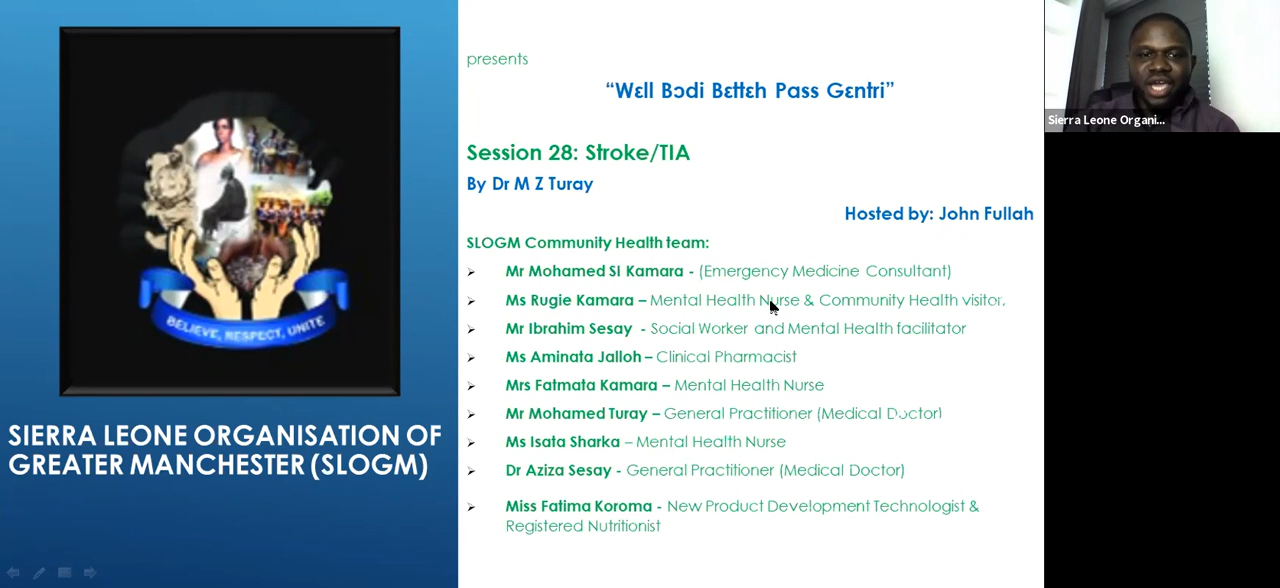 presents
“Wɛll Bɔdi Bɛttɛh Pass Gɛntri”
Session 28: Stroke/TIA
By Dr M Z Turay
Hosted by: John Fullah
SLOGM Community Health team:
Mr Mohamed SI Kamara - (Emergency Medicine Consultant)
Ms Rugie Kamara – Mental Health Nurse & Community Health visitor.
Mr Ibrahim Sesay - Social Worker and Mental Health facilitator
Ms Aminata Jalloh – Clinical Pharmacist
Mrs Fatmata Kamara – Mental Health Nurse
Mr Mohamed Turay – General Practitioner (Medical Doctor)
Ms Isata Sharka – Mental Health Nurse
Dr Aziza Sesay - General Practitioner (Medical Doctor)
Miss Fatima Koroma - New Product Development Technologist &
Registered Nutritionist
BELIEVE, RESPECT, UNITE
SIERRA LEONE ORGANISATION OF
GREATER MANCHESTER (SLOGM)
Sierra Leone Organi...